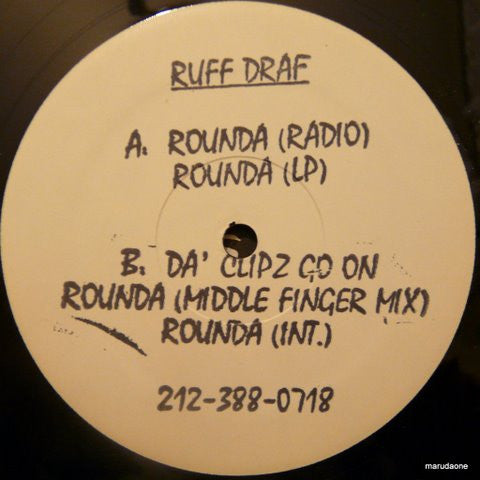 RUFF DRAF
A. ROUNDA (RADIO)
ROUNDA (LP)
B. DA' CLIPZ GO ON
ROUNDA (MIDDLE FINGER MIX)
ROUNDA (INT.)
212-388-0718
marudaone